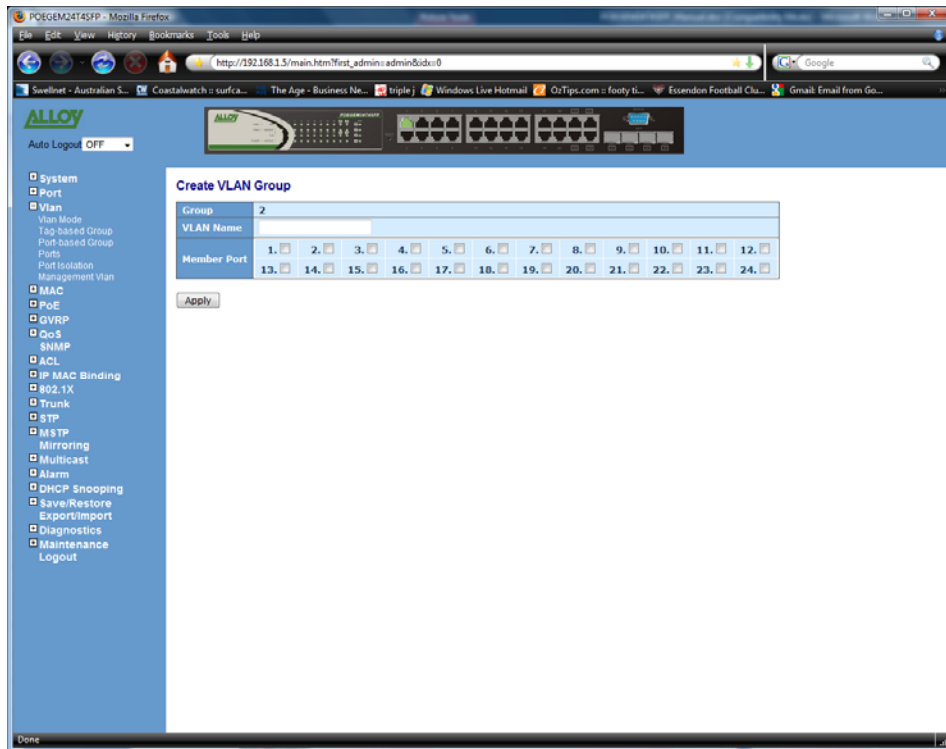 POEGEM24T4SFP - Mozilla Firefox
File Edit View History Bookmarks Tools Help
http://192.168.1.5/main.htm?first_admin=admin&idx=0
Google
Swellnet - Australian S... Coastalwatch :: surfca... The Age - Business Ne... triple j Windows Live Hotmail OzTips.com :: footy ti... Essendon Football Clu... Gmail: Email from Go...
ALLOY
Auto Logout OFF
ALLOY
POEGEM24T4SFP
System
Port
Vlan
Vlan Mode
Tag-based Group
Port-based Group
Ports
Port Isolation
Management Vlan
MAC
PoE
GVRP
QoS
SNMP
ACL
IP MAC Binding
802.1X
Trunk
STP
MSTP
Mirroring
Multicast
Alarm
DHCP Snooping
Save/Restore
Export/Import
Diagnostics
Maintenance
Logout
Create VLAN Group
Group 2
VLAN Name
Member Port
1. 2. 3. 4. 5. 6. 7. 8. 9. 10. 11. 12.
13. 14. 15. 16. 17. 18. 19. 20. 21. 22. 23. 24.
Apply
Done